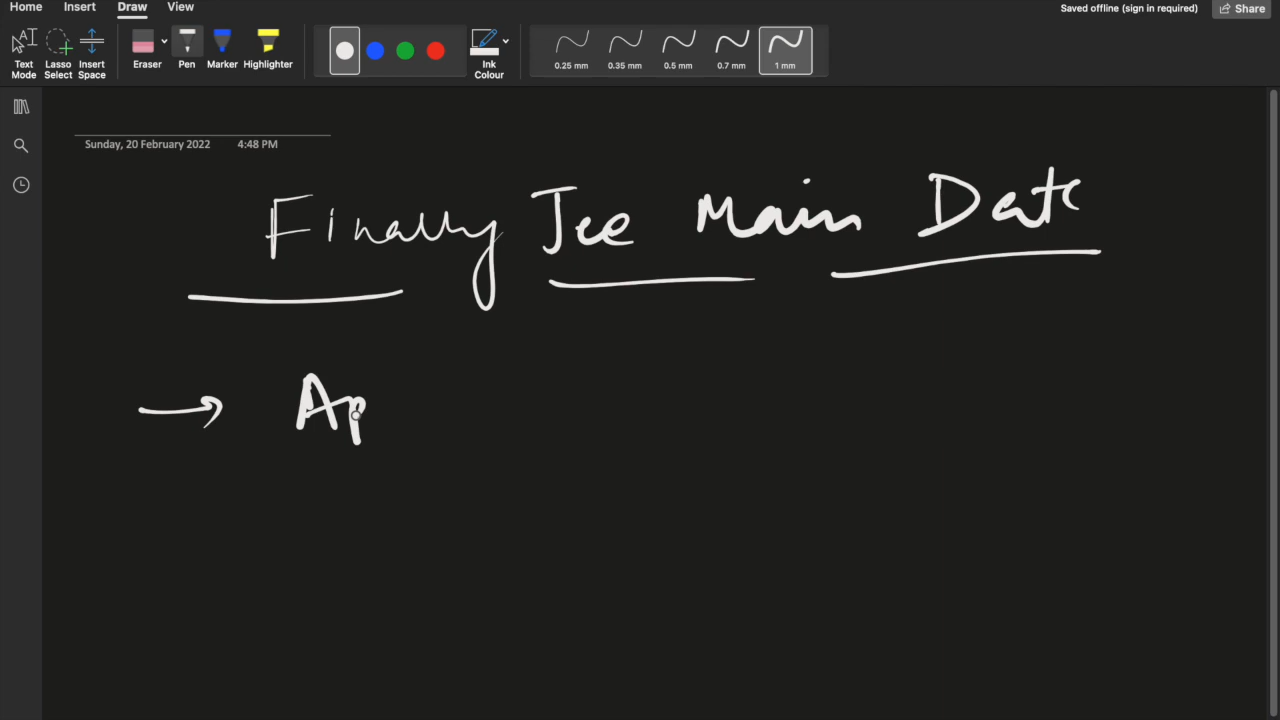 Home Insert Draw View
Saved offline (sign in required) Share
Text Mode Lasso Select Insert Space Eraser Pen Marker Highlighter Ink Colour 0.25 mm 0.35 mm 0.5 mm 0.7 mm 1 mm
Sunday, 20 February 2022 4:48 PM
Finally Jee Main Date
→ Ap